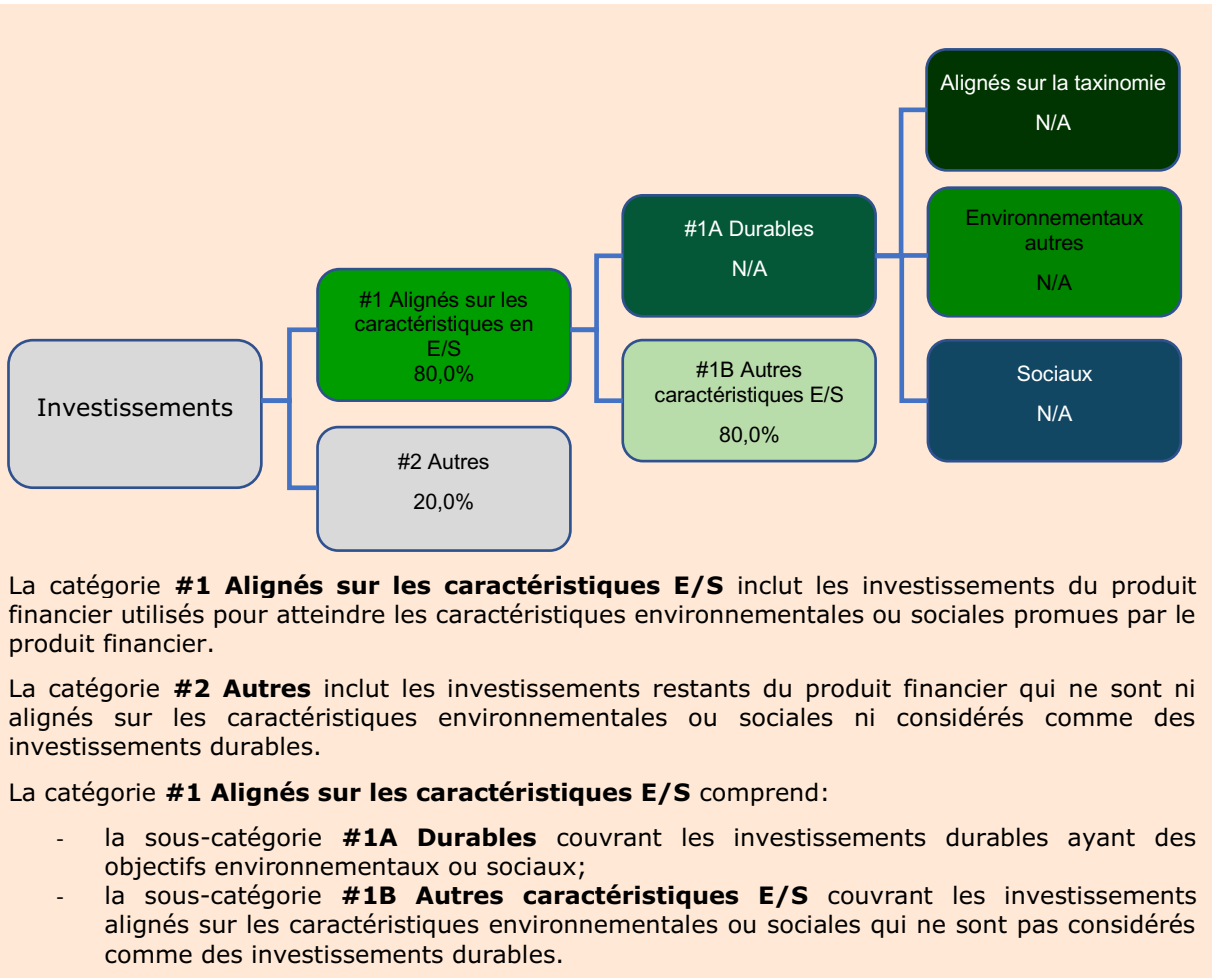 Alignés sur la taxinomie
N/A
#1A Durables
N/A
Environnementaux
autres
N/A
#1 Alignés sur les
caractéristiques en
E/S
80,0%
#1B Autres
caractéristiques E/S
80,0%
Sociaux
N/A
Investissements
#2 Autres
20,0%
La catégorie #1 Alignés sur les caractéristiques E/S inclut les investissements du produit
financier utilisés pour atteindre les caractéristiques environnementales ou sociales promues par le
produit financier.
La catégorie #2 Autres inclut les investissements restants du produit financier qui ne sont ni
alignés sur les caractéristiques environnementales ou sociales ni considérés comme des
investissements durables.
La catégorie #1 Alignés sur les caractéristiques E/S comprend:
- la sous-catégorie #1A Durables couvrant les investissements durables ayant des
objectifs environnementaux ou sociaux;
- la sous-catégorie #1B Autres caractéristiques E/S couvrant les investissements
alignés sur les caractéristiques environnementales ou sociales qui ne sont pas considérés
comme des investissements durables.